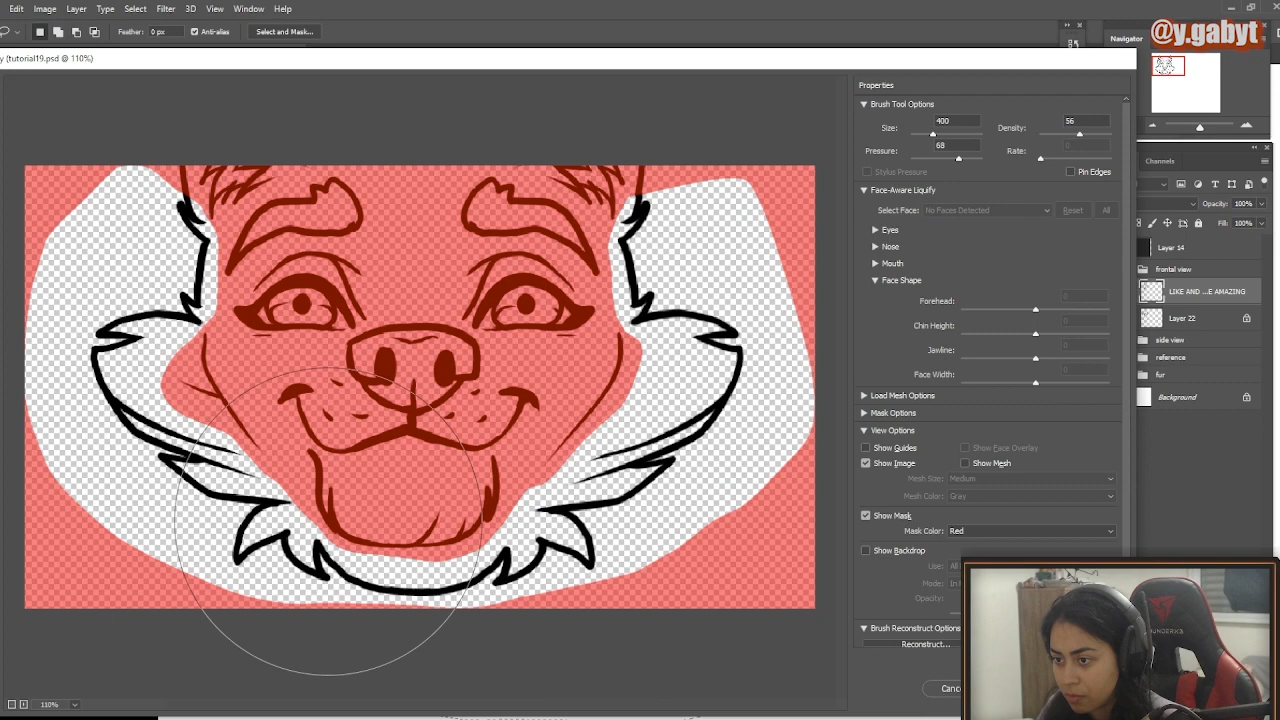 Edit Image Layer Type Select Filter 3D View Window Help
Feather: 0 px Anti-alias Select and Mask...
@y.gabyt
Navigator
y (tutorial19.psd @ 110%)
Properties
Brush Tool Options
Size: 400 Density: 56
Pressure: 68 Rate: 0
Stylus Pressure Pin Edges
Face-Aware Liquify
Select Face: No Faces Detected Reset All
Eyes
Nose
Mouth
Face Shape
Forehead: 0
Chin Height: 0
Jawline: 0
Face Width: 0
Load Mesh Options
Mask Options
View Options
Show Guides Show Face Overlay
Show Image Show Mesh
Mesh Size: Medium
Mesh Color: Gray
Show Mask
Mask Color: Red
Show Backdrop
Use: All
Mode: In
Opacity:
Brush Reconstruct Options
Reconstruct...
Canc
Channels
Opacity: 100%
Fill: 100%
Layer 14
frontal view
LIKE AND ...E AMAZING
Layer 22
side view
reference
fur
Background
110%